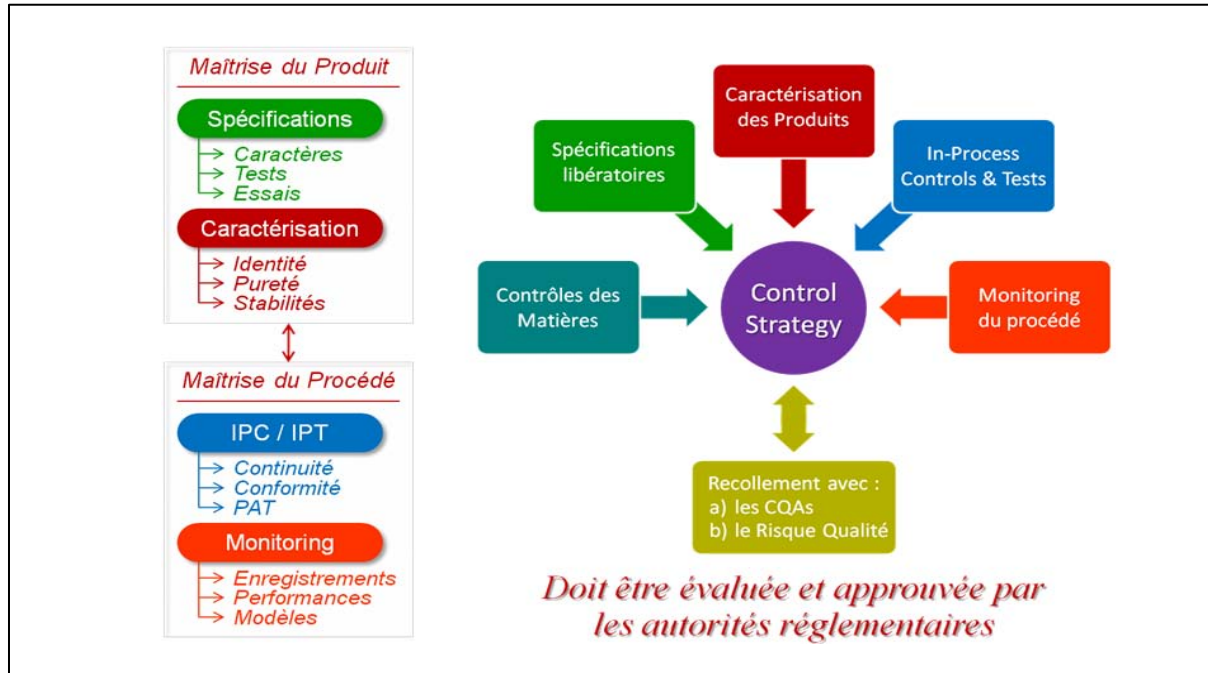 Maîtrise du Produit
Spécifications
Caractères
Tests
Essais
Caractérisation
Identité
Pureté
Stabilités
Maîtrise du Procédé
IPC / IPT
Continuité
Conformité
PAT
Monitoring
Enregistrements
Performances
Modèles
Caractérisation
des Produits
Spécifications
libératoires
In-Process
Controls & Tests
Contrôles des
Matières
Control
Strategy
Monitoring
du procédé
Recollement avec :
a) les CQAs
b) le Risque Qualité
Doit être évaluée et approuvée par
les autorités réglementaires